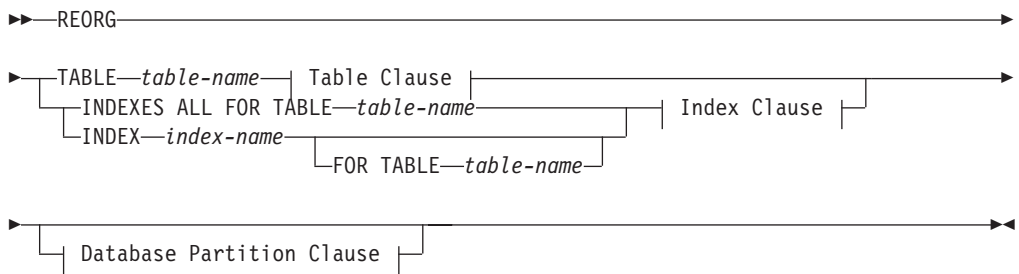 REORG
TABLE table-name Table Clause
INDEXES ALL FOR TABLE table-name Index Clause
INDEX index-name
FOR TABLE table-name
Database Partition Clause